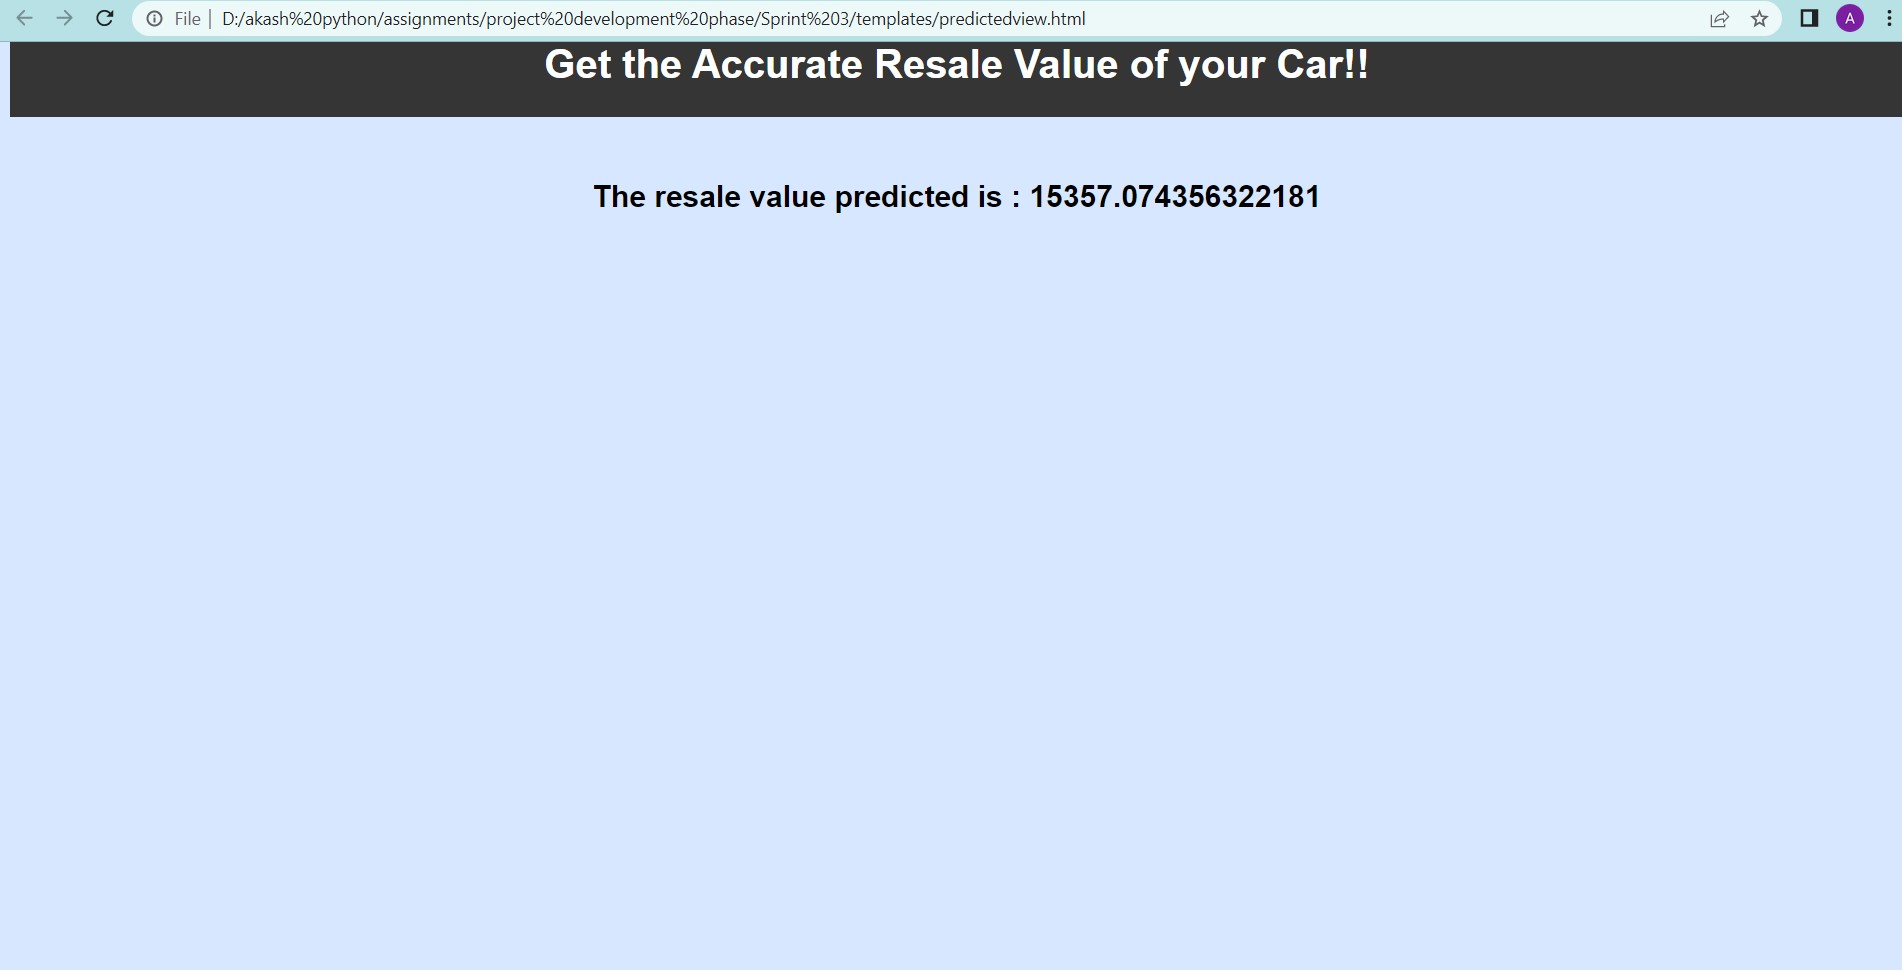 File | D:/akash%20python/assignments/project%20development%20phase/Sprint%203/templates/predictedview.html
A
Get the Accurate Resale Value of your Car!!
The resale value predicted is : 15357.074356322181